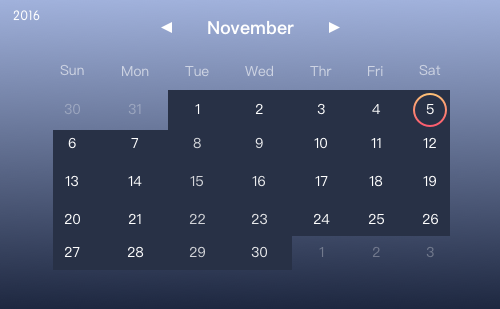 2016
November
Sun Mon Tue Wed Thr Fri Sat
30 31 1 2 3 4 5
6 7 8 9 10 11 12
13 14 15 16 17 18 19
20 21 22 23 24 25 26
27 28 29 30 1 2 3